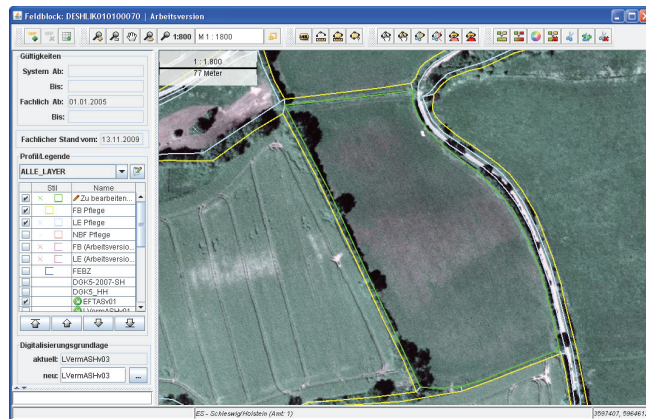 Feldblock: DESHLIK010100070 | Arbeitsversion
1:800
M 1 : 1800
Gültigkeiten
System Ab:
Bis:
Fachlich Ab: 01.01.2005
Bis:
Fachlicher Stand vom: 13.11.2009
Profil/Legende
ALLE_LAYER
Stil Name
Zu bearbeiten...
FB Pflege
LE Pflege
NBF Pflege
FB (Arbeitsversio...
LE (Arbeitsversio...
FEBZ
DGK5-2007-SH
DGK5_HH
EFTASv01
LVermASHv01
Digitalisierungsgrundlage
aktuell: LVermASHv03
neu: LVermASHv03
...
1 : 1.800
77 Meter
ES - Schleswig/Holstein (Amt: 1)